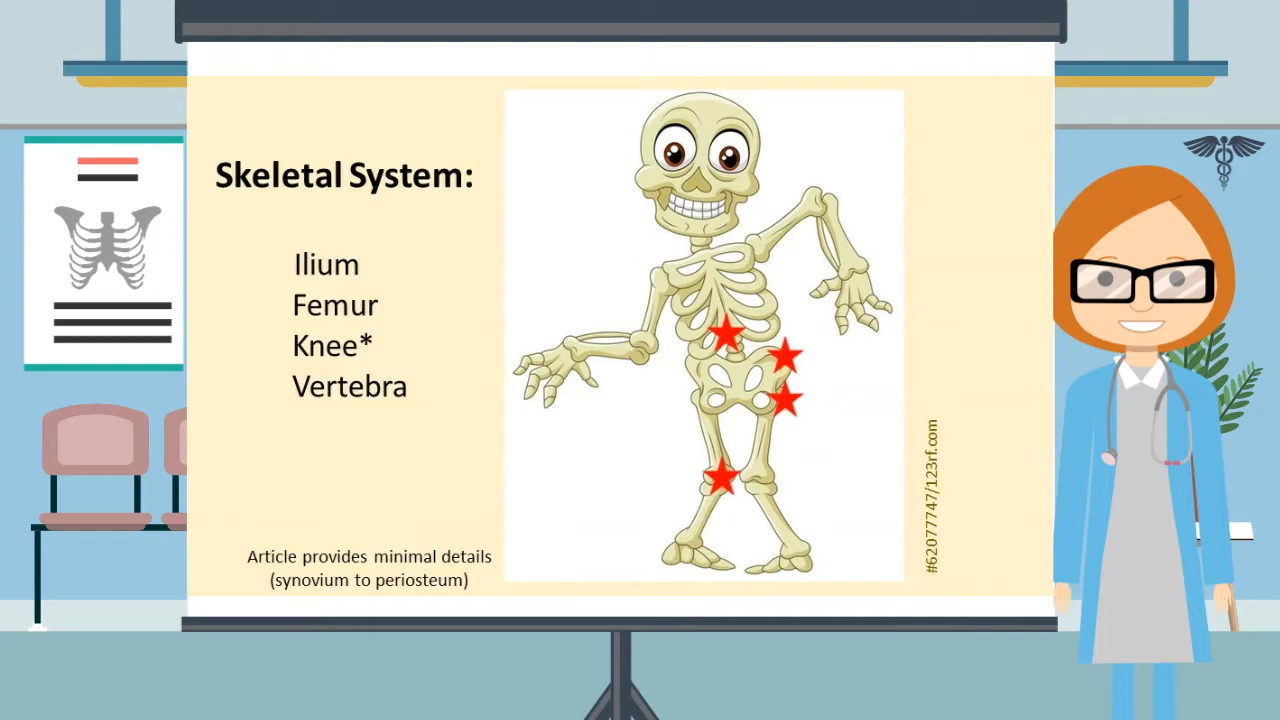 Skeletal System:
Ilium
Femur
Knee*
Vertebra
Article provides minimal details
(synovium to periosteum)
#62077747/123rf.com